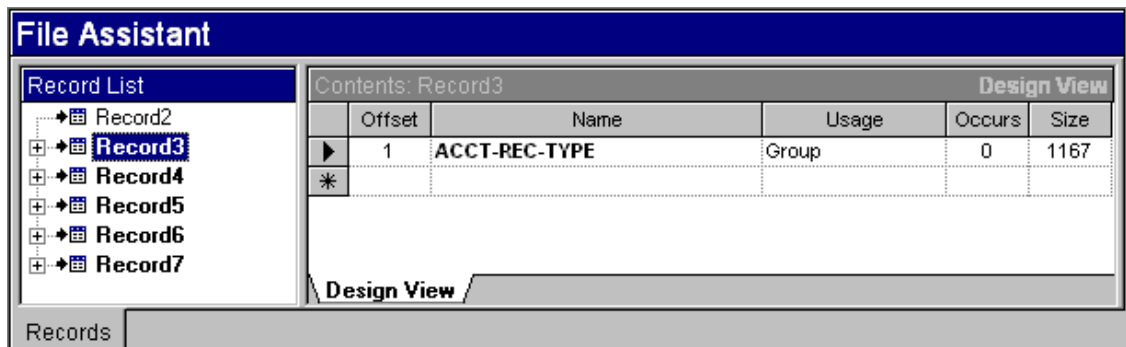 File Assistant
Record List
Record2
Record3
Record4
Record5
Record6
Record7
Contents: Record3 Design View
Offset Name Usage Occurs Size
1 ACCT-REC-TYPE Group 0 1167
Design View
Records